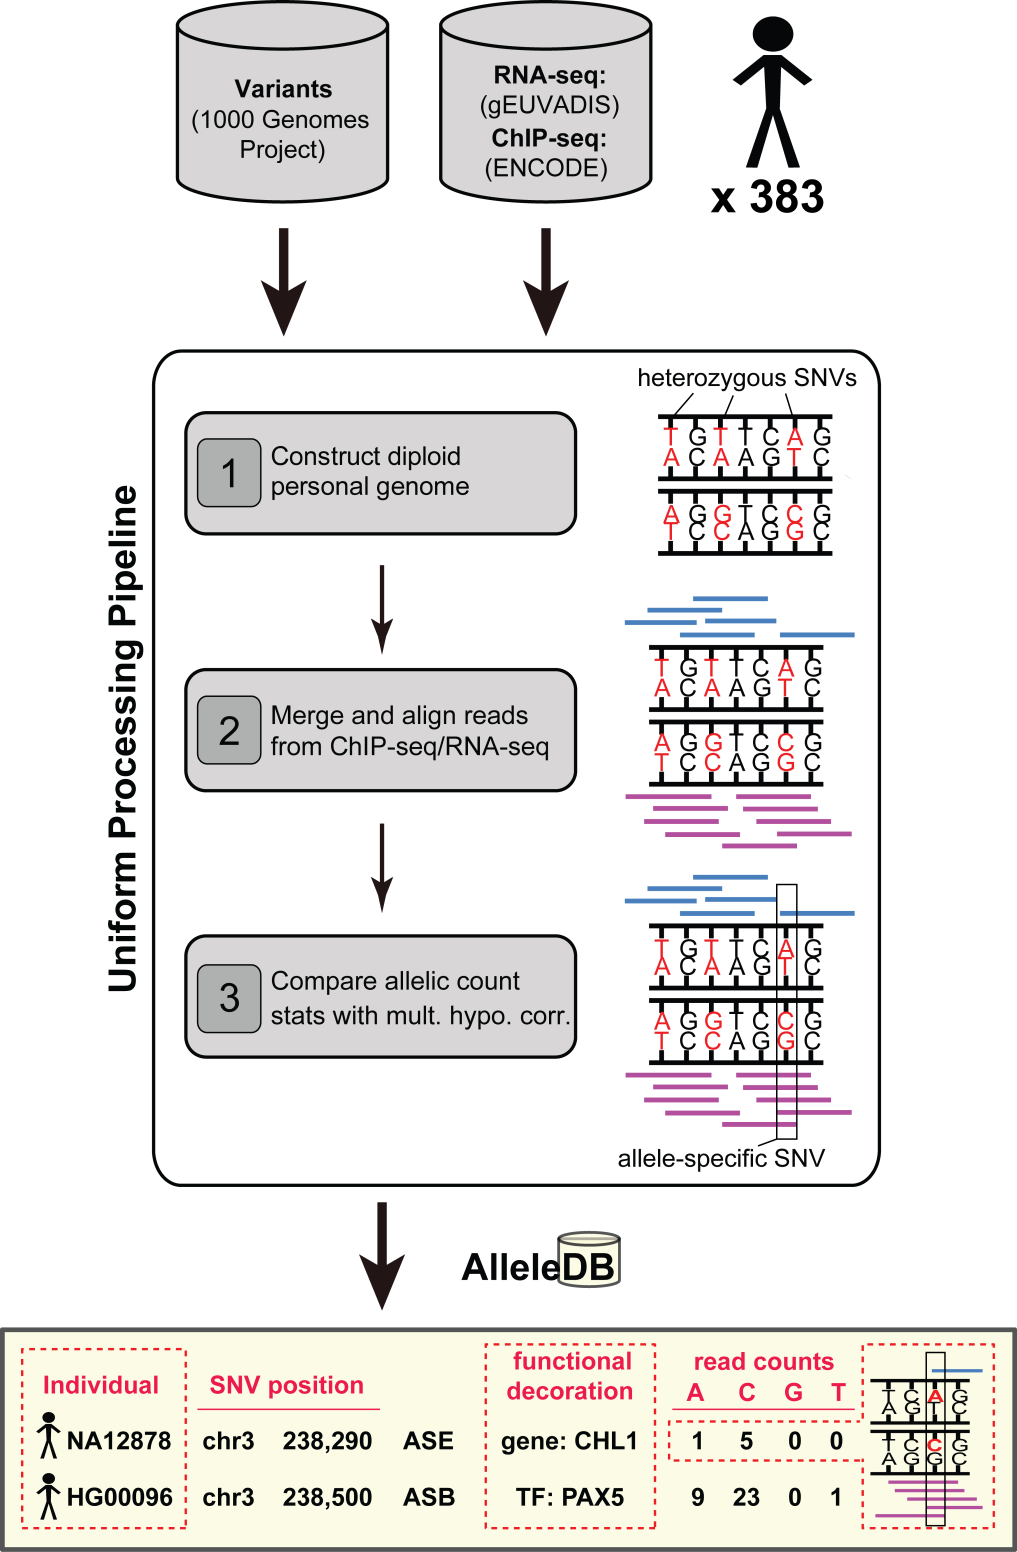 Variants
(1000 Genomes
Project)
RNA-seq:
(gEUVADIS)
ChIP-seq:
(ENCODE)
x 383
Uniform Processing Pipeline
heterozygous SNVs
1
Construct diploid
personal genome
T G T T C A G
A C A A G T C
A G G T C C G
T C C A G G C
2
Merge and align reads
from ChIP-seq/RNA-seq
T G T T C A G
A C A A G T C
A G G T C C G
T C C A G G C
3
Compare allelic count
stats with mult. hypo. corr.
T G T T C A G
A C A A G T C
A G G T C C G
T C C A G G C
allele-specific SNV
AlleleDB
Individual SNV position functional decoration read counts
A C G T
NA12878 chr3 238,290 ASE gene: CHL1 1 5 0 0
HG00096 chr3 238,500 ASB TF: PAX5 9 23 0 1
T C A G
A G T C
T C C G
A G G C